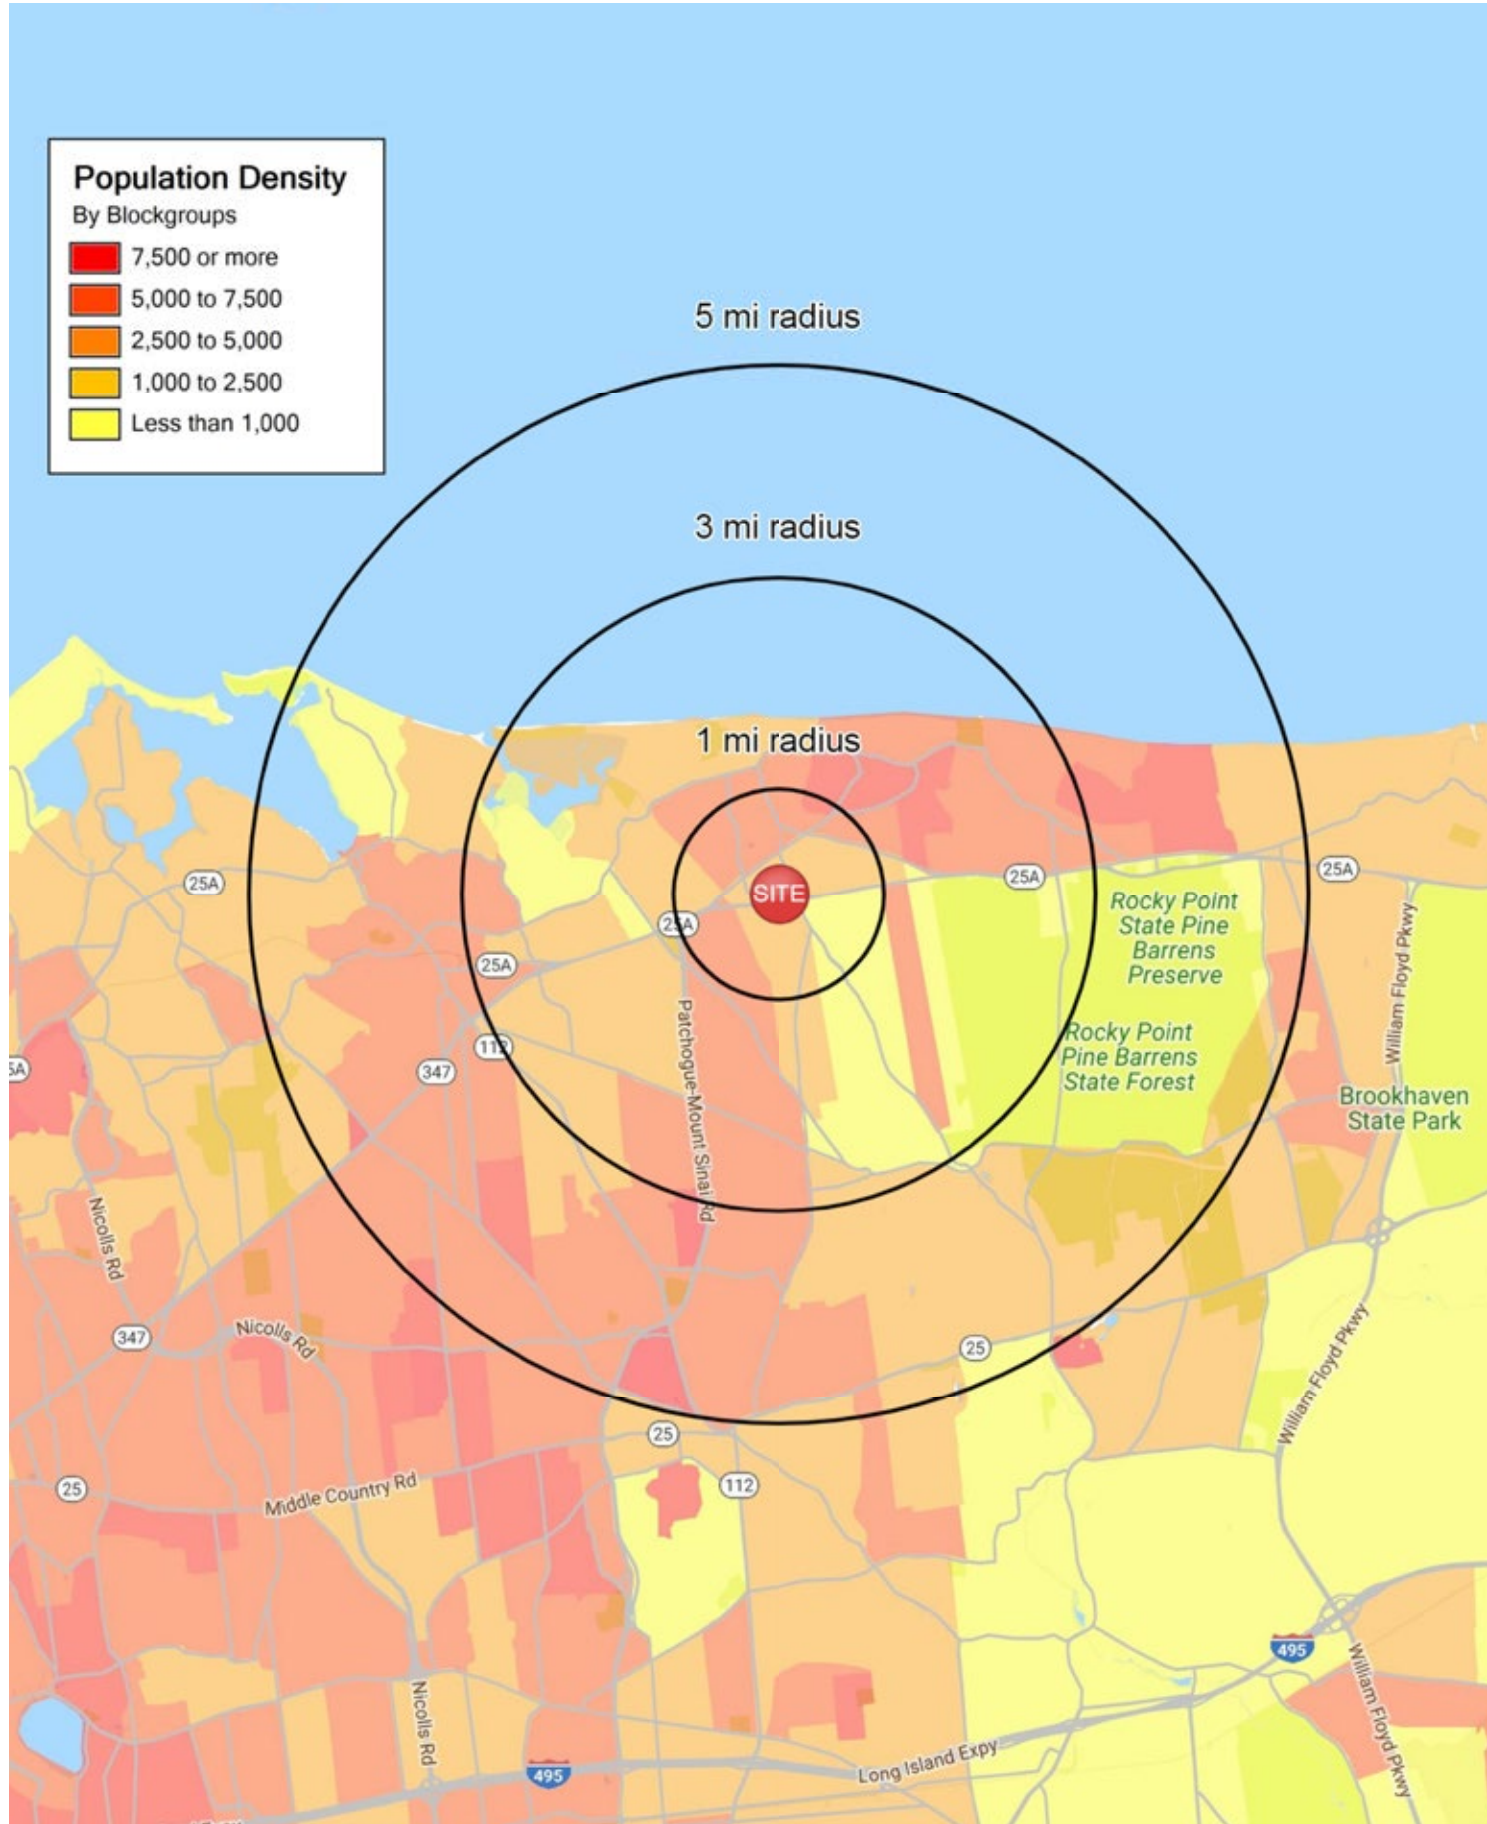 Population Density
By Blockgroups
7,500 or more
5,000 to 7,500
2,500 to 5,000
1,000 to 2,500
Less than 1,000
5 mi radius
3 mi radius
1 mi radius
25A
SITE
25A
25A
25A
25A
Rocky Point
State Pine
Barrens
Preserve
William Floyd Pkwy
Patchogue-Mount Sinai Rd
112
347
5A
Rocky Point
Pine Barrens
State Forest
Brookhaven
State Park
Nicolls Rd
347
Nicolls Rd
25
William Floyd Pkwy
25
112
25
Middle Country Rd
495
William Floyd Pkwy
Nicolls Rd
Long Island Expy
495